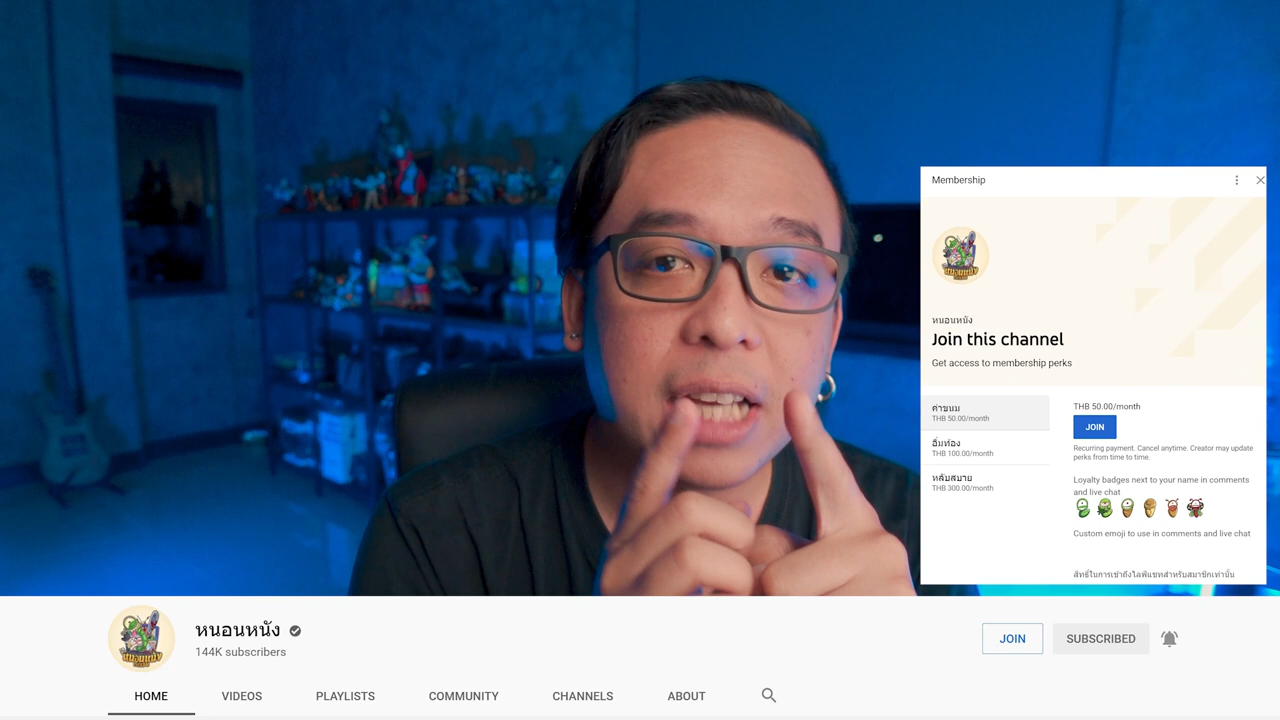 Membership
หนอนหนัง
Join this channel
Get access to membership perks
ค่าขนม
THB 50.00/month
อิ่มท้อง
THB 100.00/month
หลับสบาย
THB 300.00/month
THB 50.00/month
JOIN
Recurring payment. Cancel anytime. Creator may update
perks from time to time.
Loyalty badges next to your name in comments
and live chat
Custom emoji to use in comments and live chat
สิทธิ์ในการเข้าถึงไลฟ์แชทสำหรับสมาชิกเท่านั้น
หนอนหนัง
144K subscribers
JOIN
SUBSCRIBED
HOME
VIDEOS
PLAYLISTS
COMMUNITY
CHANNELS
ABOUT